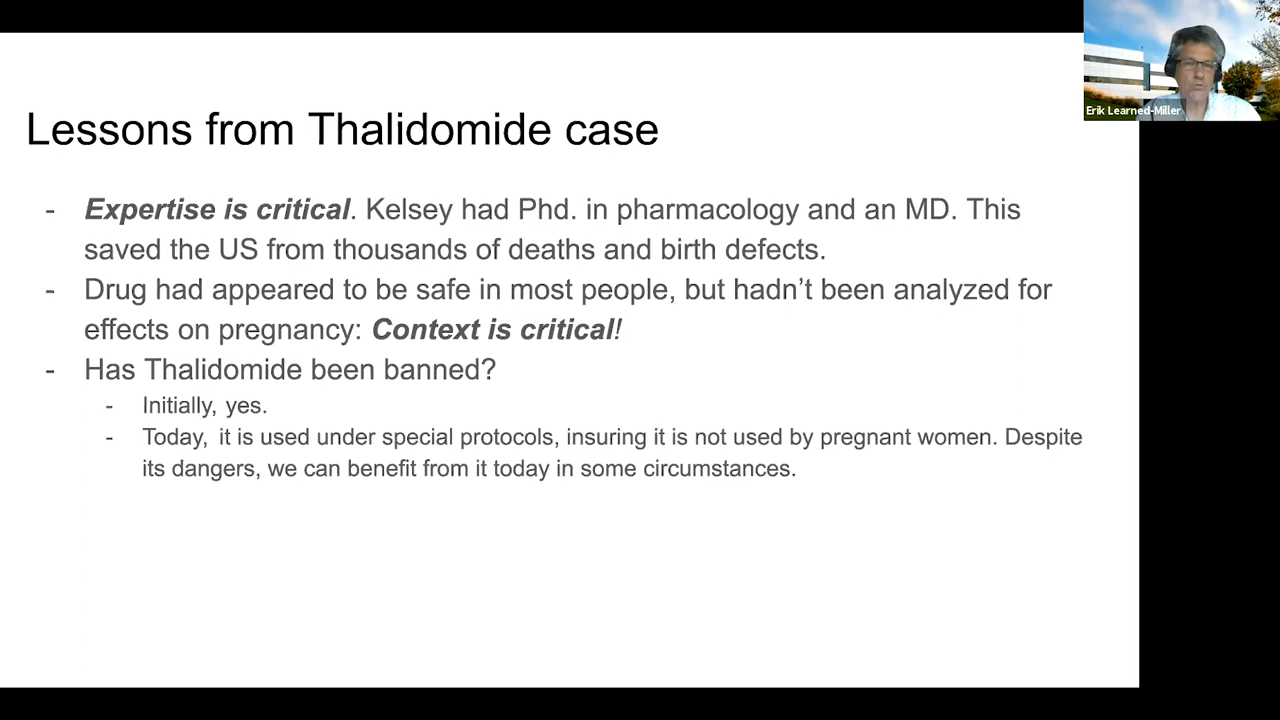 Erik Learned-Miller
Lessons from Thalidomide case
- Expertise is critical. Kelsey had Phd. in pharmacology and an MD. This
saved the US from thousands of deaths and birth defects.
- Drug had appeared to be safe in most people, but hadn’t been analyzed for
effects on pregnancy: Context is critical!
- Has Thalidomide been banned?
- Initially, yes.
- Today, it is used under special protocols, insuring it is not used by pregnant women. Despite
its dangers, we can benefit from it today in some circumstances.